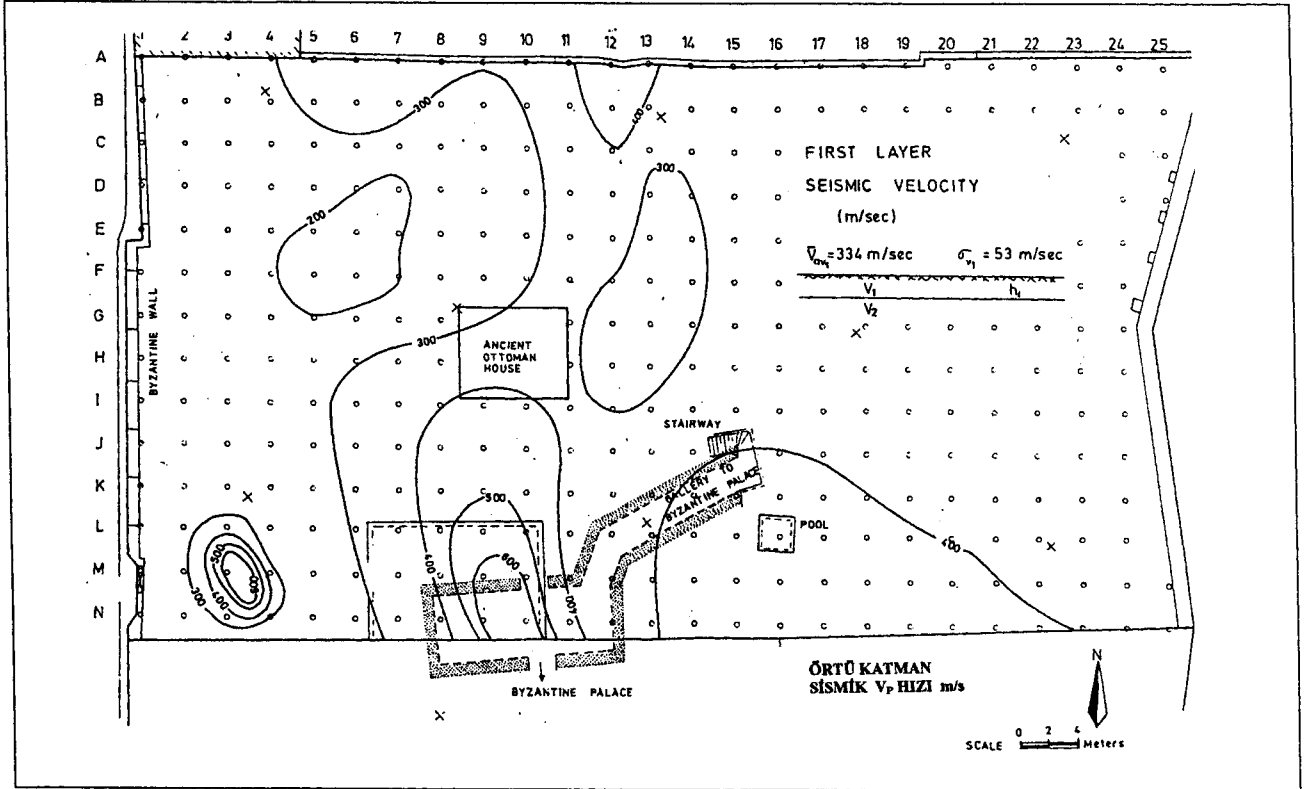 1 2 3 4 5 6 7 8 9 10 11 12 13 14 15 16 17 18 19 20 21 22 23 24 25
A
B
C
D
E
F
G
H
I
J
K
L
M
N
BYZANTINE WALL
300
400
300
200
300
FIRST LAYER
SEISMIC VELOCITY
(m/sec)
V̄av₁=334 m/sec σv₁=53 m/sec
V₁ h₁
V₂
ANCIENT
OTTOMAN
HOUSE
STAIRWAY
GALLERY TO
BYZANTINE PALACE
POOL
400
500
600
400
400
300
400
500
600
BYZANTINE PALACE
ÖRTÜ KATMAN
SİSMİK VP HIZI m/s
N
SCALE 0 2 4 Meters